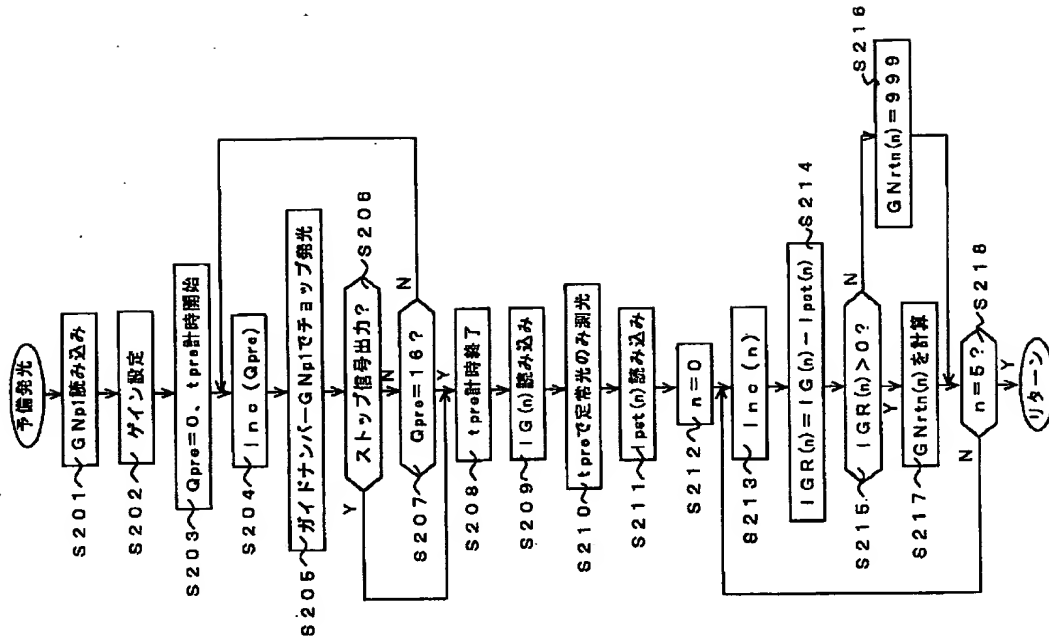 予備発光
S201 GNp1読み込み
S202 ゲイン設定
S203 Qpre=0、tpre計時開始
S204 Inc(Qpre)
S205 ガイドナンバーGNp1でチョップ発光
ストップ信号出力? S206
Y
N
S207 Qpre=16?
N
Y
S208 tpre計時終了
S209 IG(n)読み込み
S210 tpreで定常光のみ測光
S211 Ipst(n)読み込み
S212 n=0
S213 Inc(n)
IGR(n)=IG(n)-Ipst(n) S214
S215 IGR(n)>0?
N
Y
S216
GNrtn(n)=999
S217 GNrtn(n)を計算
n=5? S218
N
Y
リターン